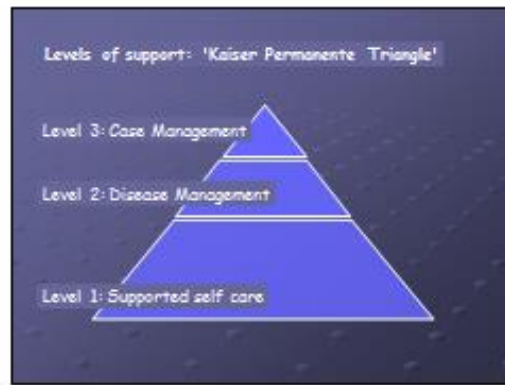 Levels of support: 'Kaiser Permanente Triangle'
Level 3: Case Management
Level 2: Disease Management
Level 1: Supported self care